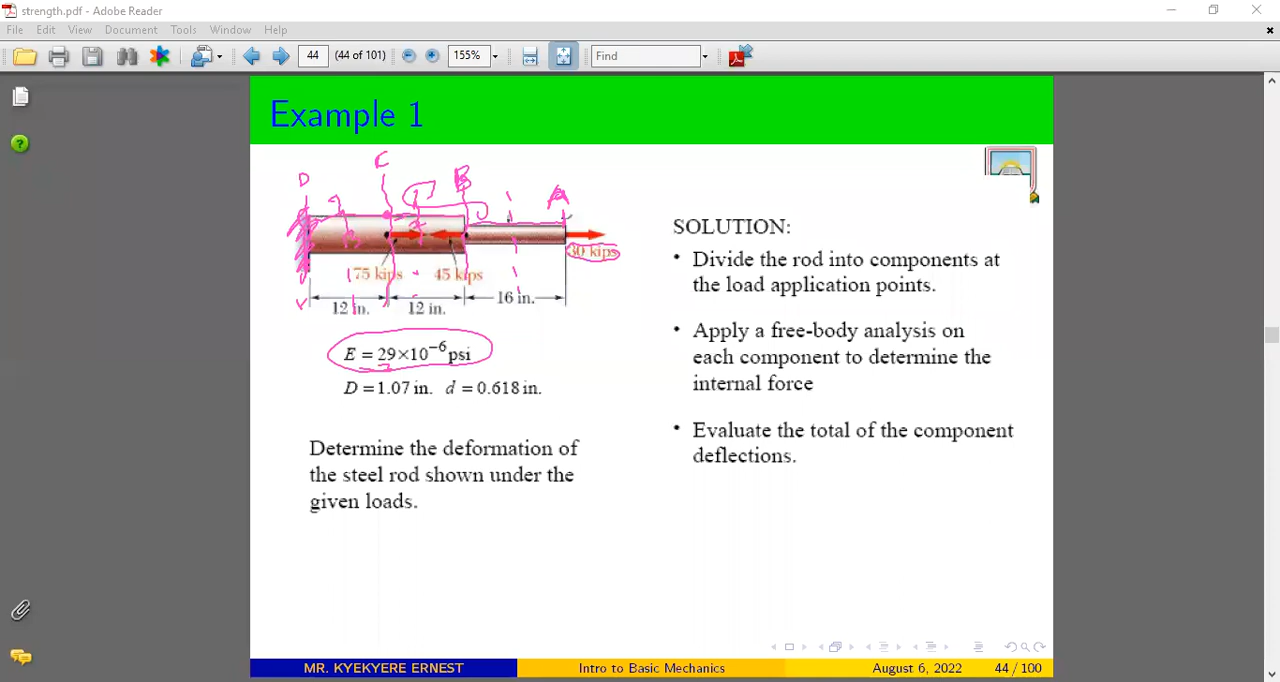 strength.pdf - Adobe Reader
File Edit View Document Tools Window Help
44 (44 of 101) 155% Find
Example 1
D C B A
75 kips 45 kips 30 kips
12 in. 12 in. 16 in.
E = 29×10⁻⁶ psi
D = 1.07 in. d = 0.618 in.
Determine the deformation of
the steel rod shown under the
given loads.
SOLUTION:
• Divide the rod into components at
the load application points.
• Apply a free-body analysis on
each component to determine the
internal force
• Evaluate the total of the component
deflections.
MR. KYEKYERE ERNEST Intro to Basic Mechanics August 6, 2022 44 / 100